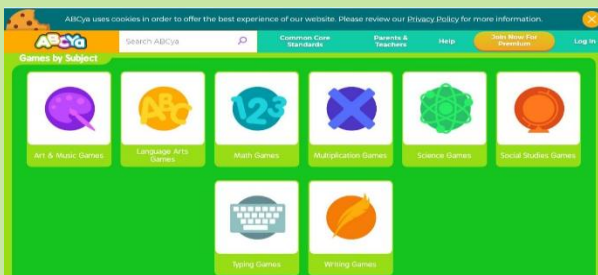 ABCya uses cookies in order to offer the best experience of our website. Please review our Privacy Policy for more information.
ABCYa
Search ABCya
Common Core
Standards
Parents &
Teachers
Help
Join Now For
Premium
Log In
Games by Subject
ABC
123
Art & Music Games
Language Arts
Games
Math Games
Multiplication Games
Science Games
Social Studies Games
Typing Games
Writing Games